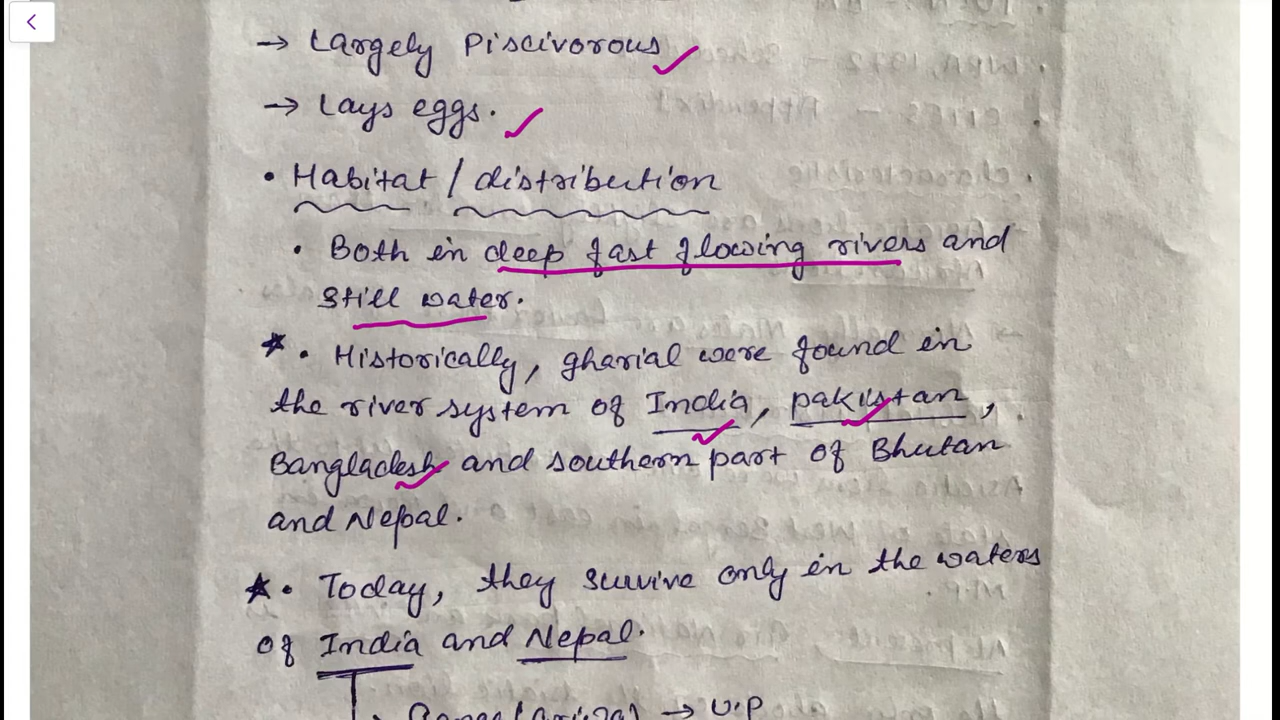 → Largely Piscivorous
→ Lays eggs.
• Habitat / distribution
• Both in deep fast flowing rivers and
still water.
* • Historically, gharial were found in
the river system of India, pakistan,
Bangladesh and southern part of Bhutan
and Nepal.
* • Today, they survive only in the waters
of India and Nepal.
→ U.P